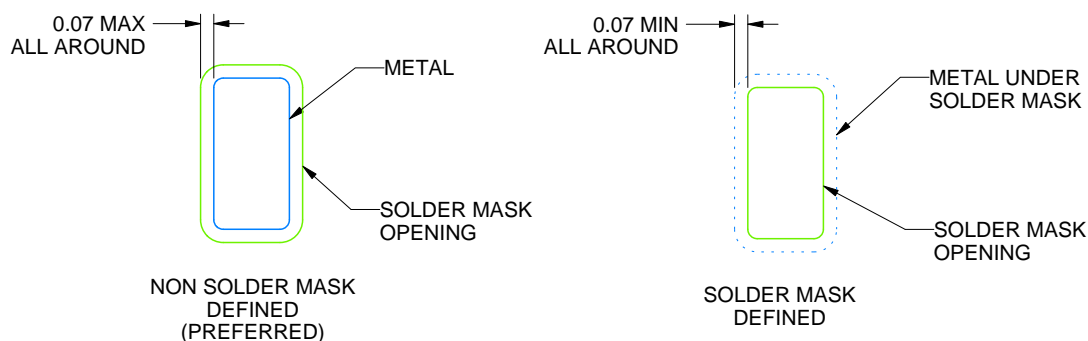 0.07 MAX
ALL AROUND
METAL
SOLDER MASK
OPENING
NON SOLDER MASK
DEFINED
(PREFERRED)
0.07 MIN
ALL AROUND
METAL UNDER
SOLDER MASK
SOLDER MASK
OPENING
SOLDER MASK
DEFINED